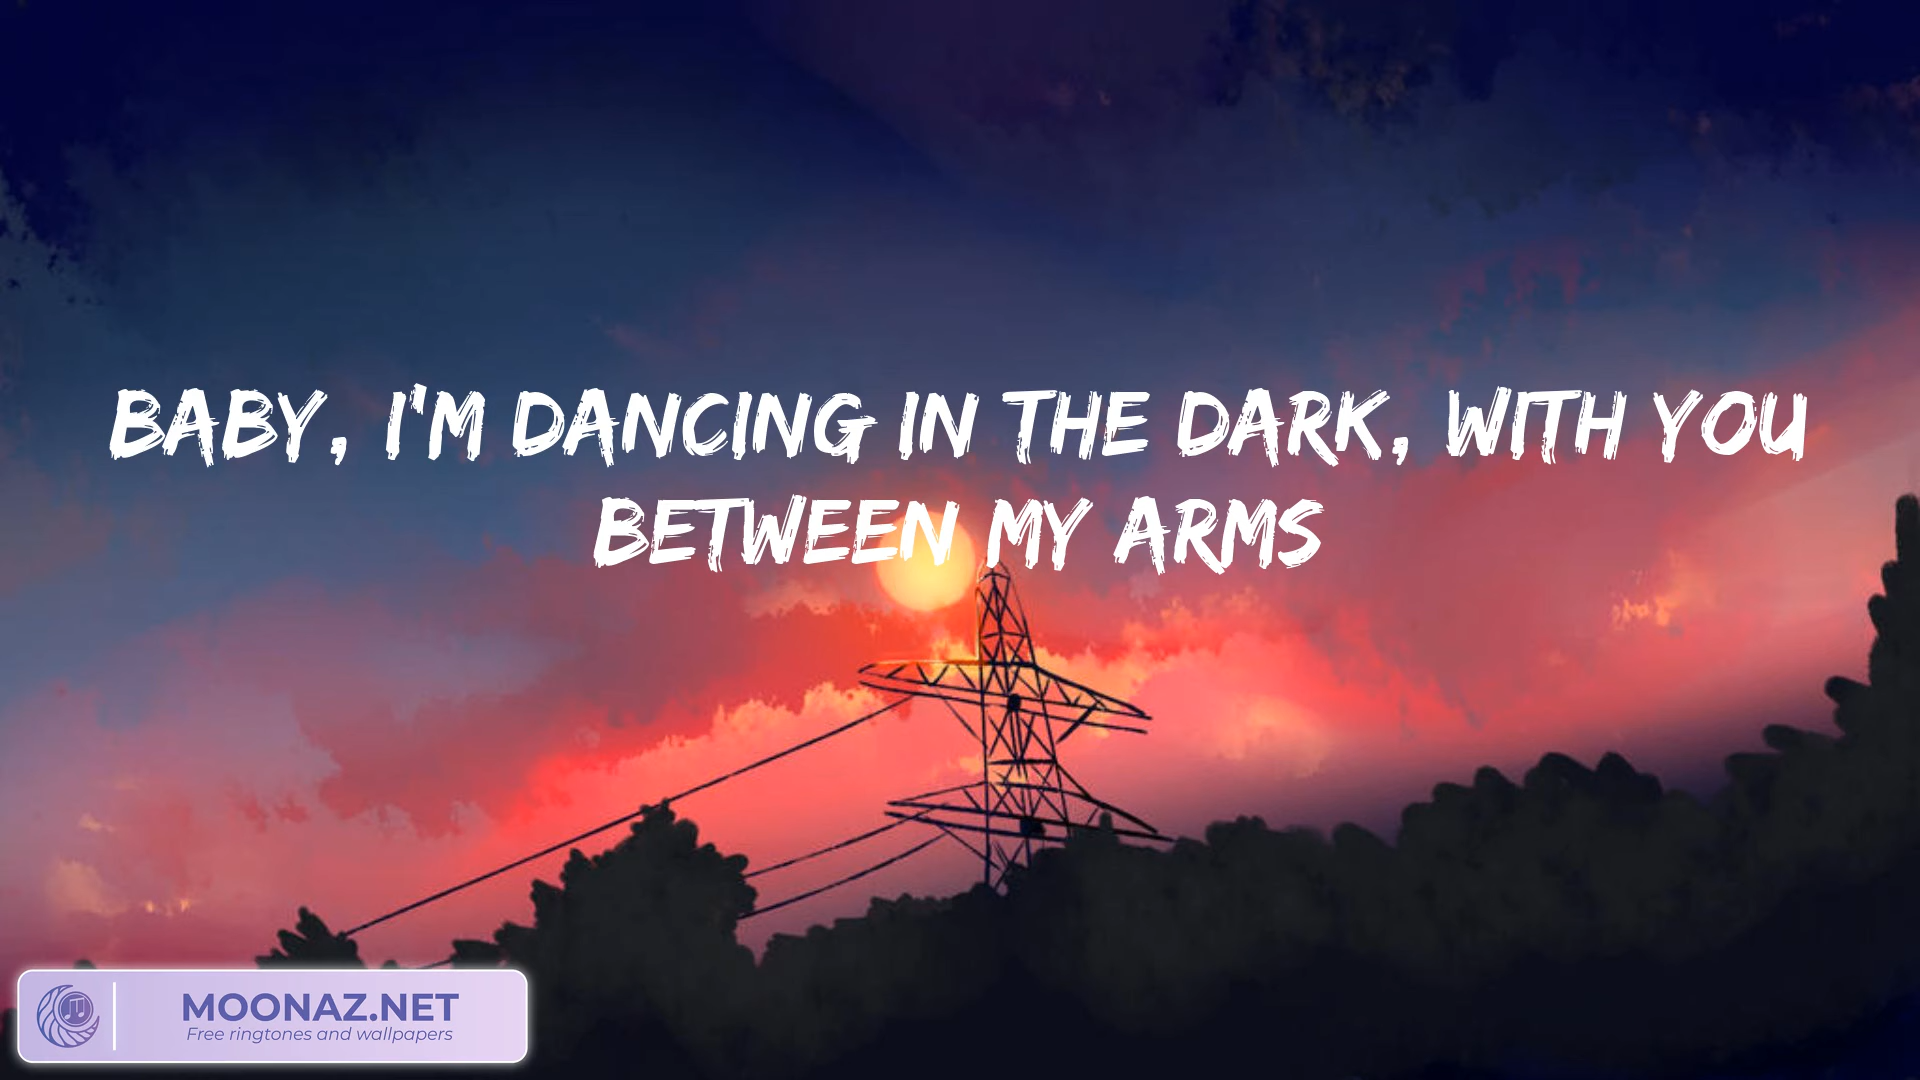 BABY, I'M DANCING IN THE DARK, WITH YOU
BETWEEN MY ARMS
MOONAZ.NET
Free ringtones and wallpapers